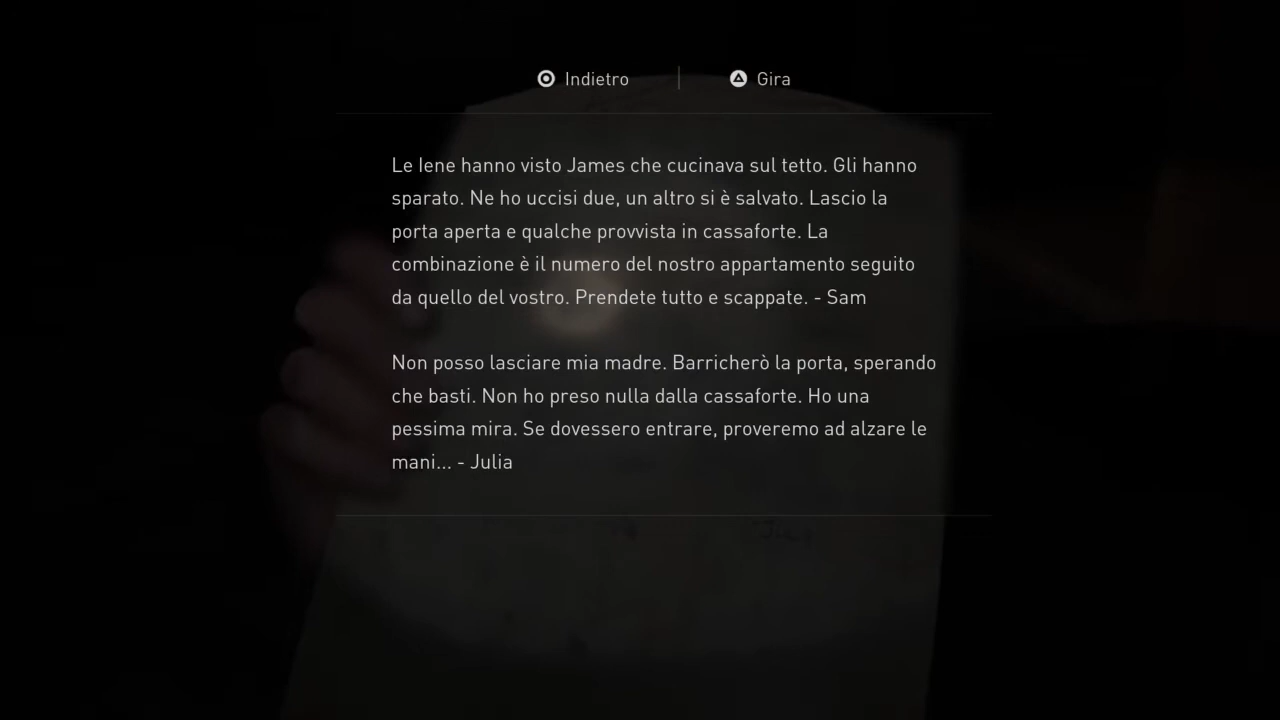 Indietro
Gira
Le Iene hanno visto James che cucinava sul tetto. Gli hanno
sparato. Ne ho uccisi due, un altro si è salvato. Lascio la
porta aperta e qualche provvista in cassaforte. La
combinazione è il numero del nostro appartamento seguito
da quello del vostro. Prendete tutto e scappate. - Sam
Non posso lasciare mia madre. Barricherò la porta, sperando
che basti. Non ho preso nulla dalla cassaforte. Ho una
pessima mira. Se dovessero entrare, proveremo ad alzare le
mani... - Julia